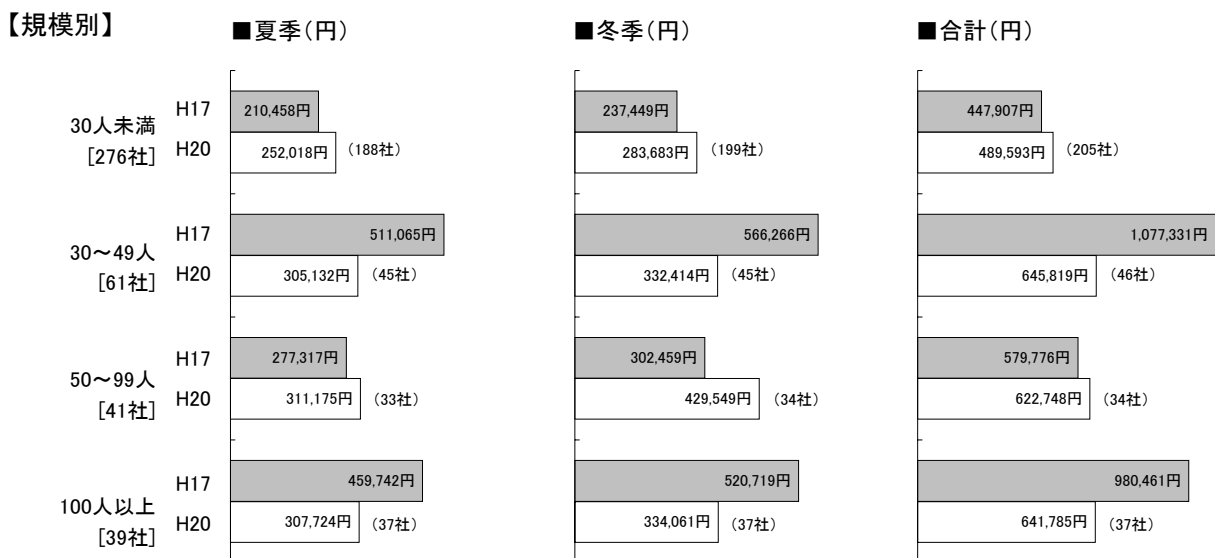 【規模別】
■夏季（円）
■冬季（円）
■合計（円）
30人未満
[276社]
H17
210,458円
237,449円
447,907円
H20
252,018円
（188社）
283,683円
（199社）
489,593円
（205社）
30～49人
[61社]
H17
511,065円
566,266円
1,077,331円
H20
305,132円
（45社）
332,414円
（45社）
645,819円
（46社）
50～99人
[41社]
H17
277,317円
302,459円
579,776円
H20
311,175円
（33社）
429,549円
（34社）
622,748円
（34社）
100人以上
[39社]
H17
459,742円
520,719円
980,461円
H20
307,724円
（37社）
334,061円
（37社）
641,785円
（37社）